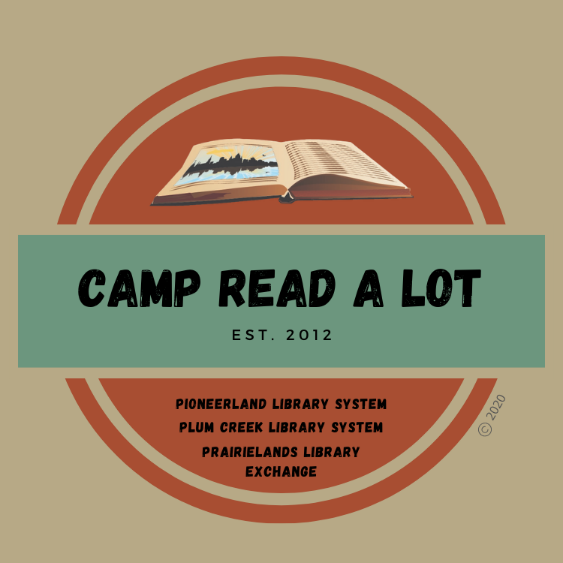 CAMP READ A LOT
EST. 2012
PIONEERLAND LIBRARY SYSTEM
PLUM CREEK LIBRARY SYSTEM
PRAIRIELANDS LIBRARY
EXCHANGE
© 2020